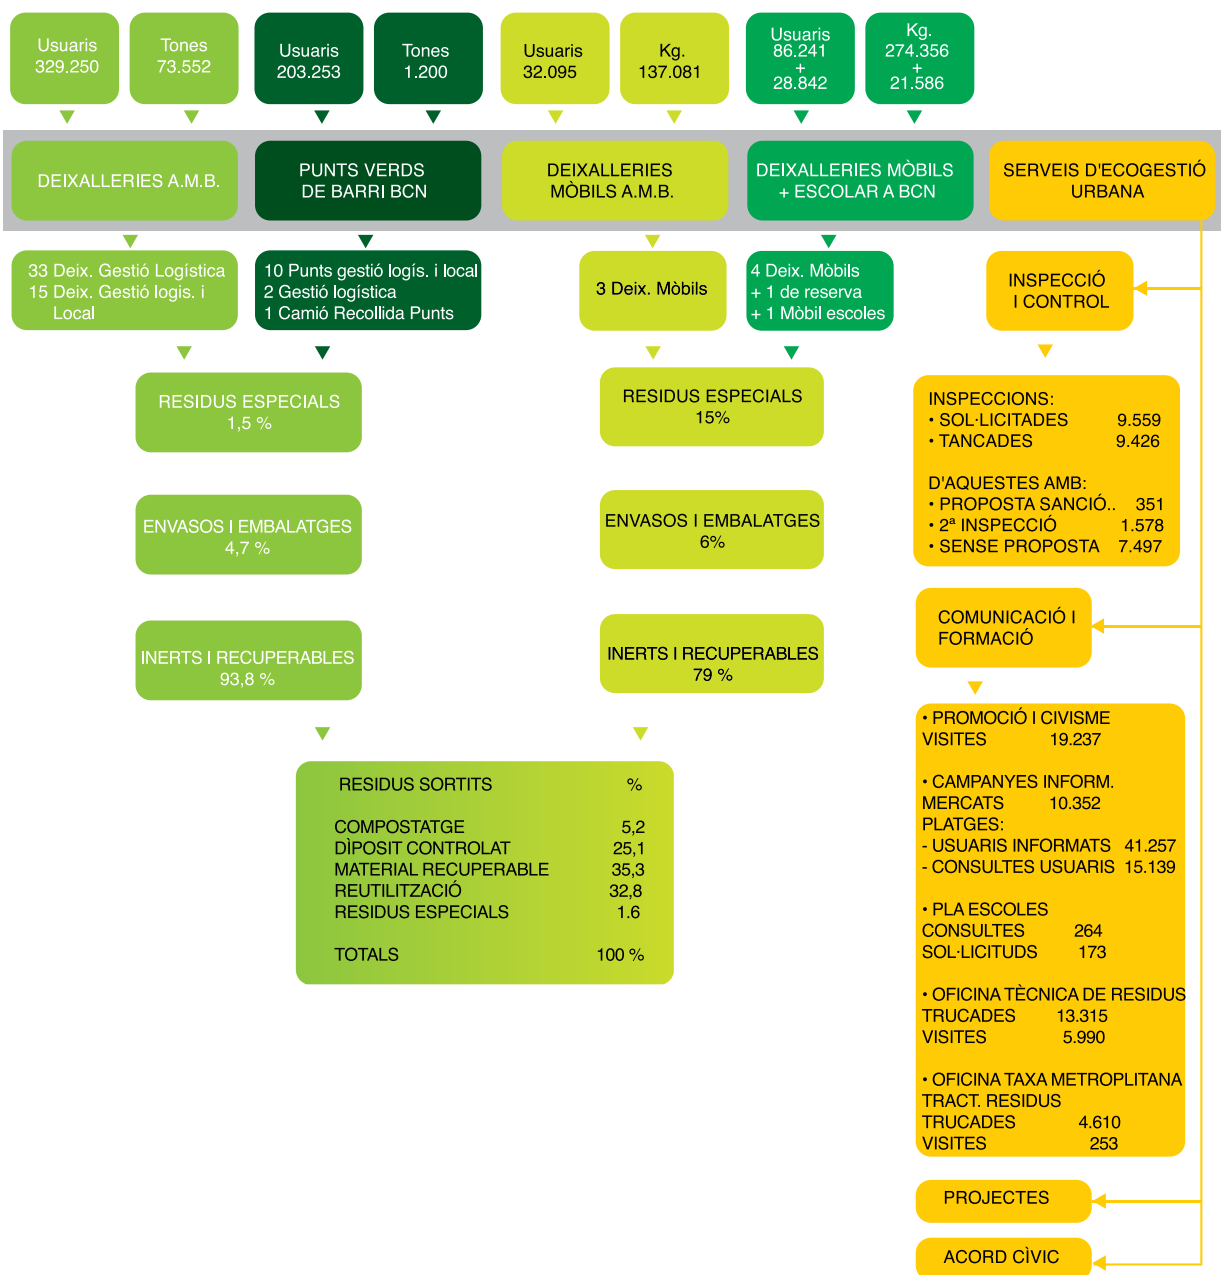 Usuaris
329.250
Tones
73.552
Usuaris
203.253
Tones
1.200
Usuaris
32.095
Kg.
137.081
Usuaris
86.241
+
28.842
Kg.
274.356
+
21.586
DEIXALLERIES A.M.B.
PUNTS VERDS
DE BARRI BCN
DEIXALLERIES
MÒBILS A.M.B.
DEIXALLERIES MÒBILS
+ ESCOLAR A BCN
SERVEIS D'ECOGESTIÓ
URBANA
33 Deix. Gestió Logística
15 Deix. Gestió logis. i
Local
10 Punts gestió logís. i local
2 Gestió logística
1 Camió Recollida Punts
3 Deix. Mòbils
4 Deix. Mòbils
+ 1 de reserva
+ 1 Mòbil escoles
INSPECCIÓ
I CONTROL
RESIDUS ESPECIALS
1,5 %
ENVASOS I EMBALATGES
4,7 %
INERTS I RECUPERABLES
93,8 %
RESIDUS ESPECIALS
15%
ENVASOS I EMBALATGES
6%
INERTS I RECUPERABLES
79 %
RESIDUS SORTITS %
COMPOSTATGE 5,2
DÌPOSIT CONTROLAT 25,1
MATERIAL RECUPERABLE 35,3
REUTILITZACIÓ 32,8
RESIDUS ESPECIALS 1.6
TOTALS 100 %
INSPECCIONS:
• SOL·LICITADES 9.559
• TANCADES 9.426
D'AQUESTES AMB:
• PROPOSTA SANCIÓ.. 351
• 2ª INSPECCIÓ 1.578
• SENSE PROPOSTA 7.497
COMUNICACIÓ I
FORMACIÓ
• PROMOCIÓ I CIVISME
VISITES 19.237
• CAMPANYES INFORM.
MERCATS 10.352
PLATGES:
- USUARIS INFORMATS 41.257
- CONSULTES USUARIS 15.139
• PLA ESCOLES
CONSULTES 264
SOL·LICITUDS 173
• OFICINA TÈCNICA DE RESIDUS
TRUCADES 13.315
VISITES 5.990
• OFICINA TAXA METROPLITANA
TRACT. RESIDUS
TRUCADES 4.610
VISITES 253
PROJECTES
ACORD CÌVIC